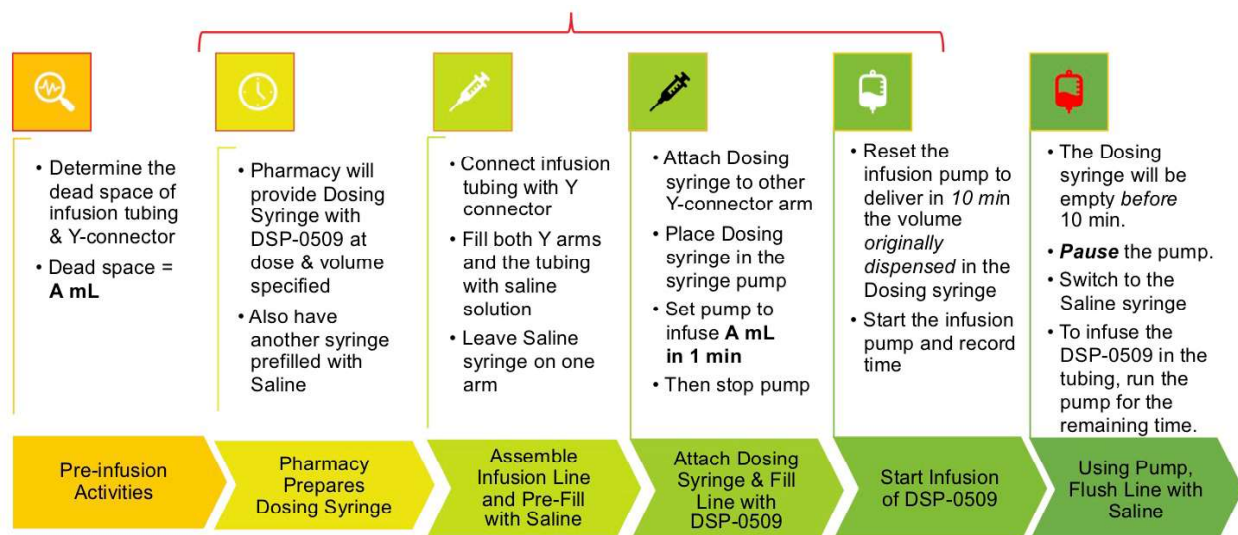 • Determine the
dead space of
infusion tubing
& Y-connector
• Dead space =
A mL
Pre-infusion
Activities
• Pharmacy will
provide Dosing
Syringe with
DSP-0509 at
dose & volume
specified
• Also have
another syringe
prefilled with
Saline
Pharmacy
Prepares
Dosing Syringe
• Connect infusion
tubing with Y
connector
• Fill both Y arms
and the tubing
with saline
solution
• Leave Saline
syringe on one
arm
Assemble
Infusion Line
and Pre-Fill
with Saline
• Attach Dosing
syringe to other
Y-connector arm
• Place Dosing
syringe in the
syringe pump
• Set pump to
infuse A mL
in 1 min
• Then stop pump
Attach Dosing
Syringe & Fill
Line with
DSP-0509
• Reset the
infusion pump to
deliver in 10 min
the volume
originally
dispensed in the
Dosing syringe
• Start the infusion
pump and record
time
Start Infusion
of DSP-0509
• The Dosing
syringe will be
empty before
10 min.
• Pause the pump.
• Switch to the
Saline syringe
• To infuse the
DSP-0509 in the
tubing, run the
pump for the
remaining time.
Using Pump,
Flush Line with
Saline